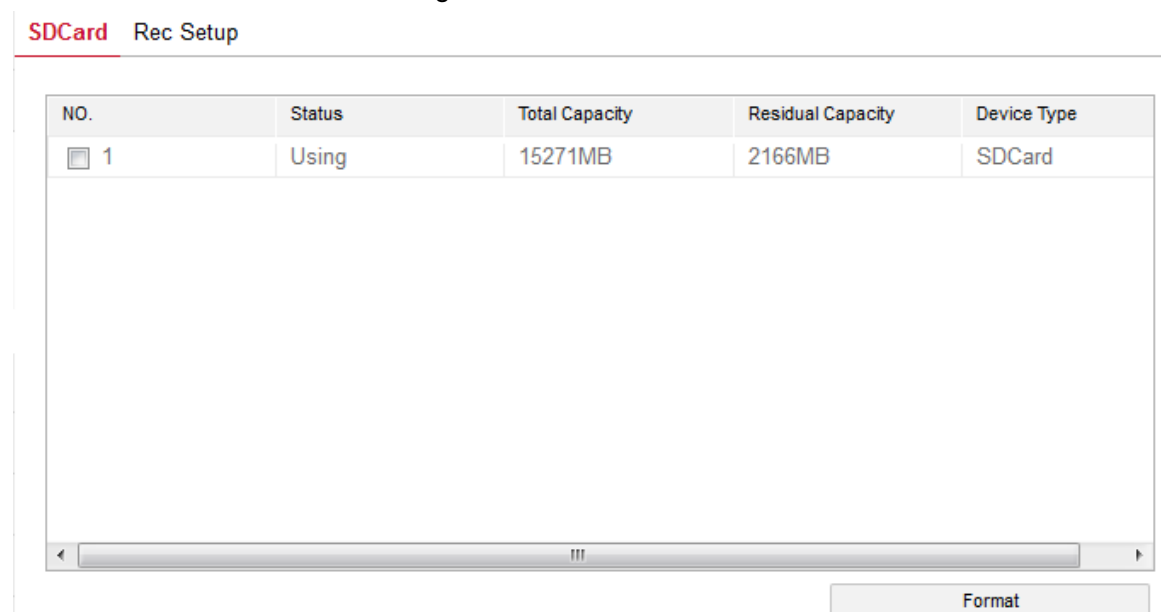 SDCard Rec Setup
NO. Status Total Capacity Residual Capacity Device Type
1 Using 15271MB 2166MB SDCard
Format